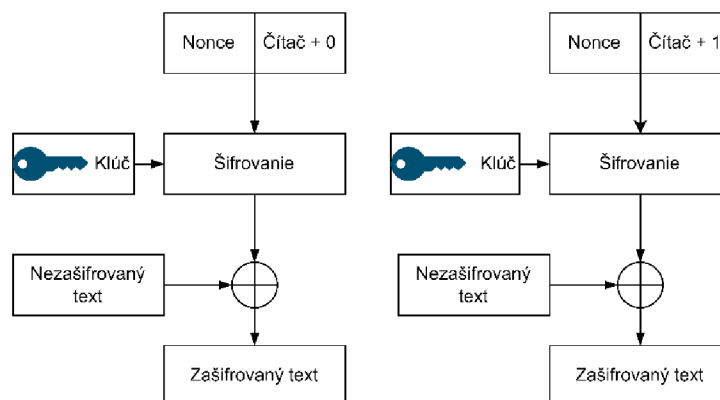 Nonce
Čítač + 0
Nonce
Čítač + 1
Kľúč
Šifrovanie
Kľúč
Šifrovanie
Nezašifrovaný
text
Nezašifrovaný
text
Zašifrovaný text
Zašifrovaný text